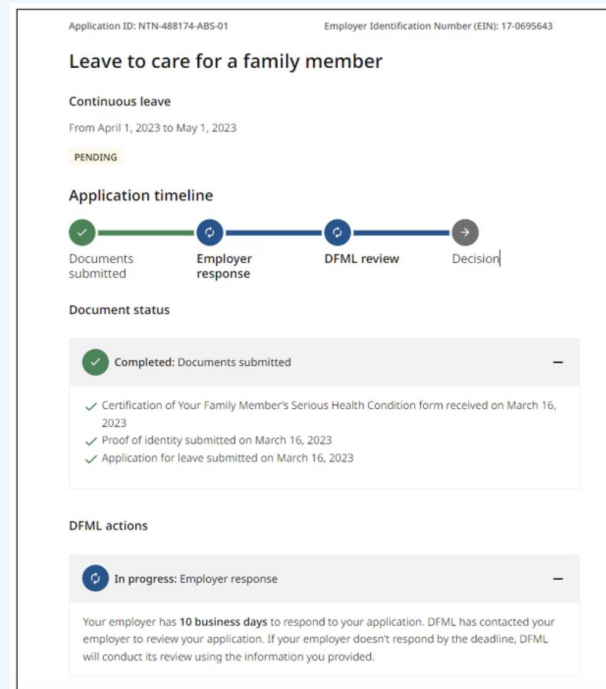 Application ID: NTN-488174-ABS-01 Employer Identification Number (EIN): 17-0695643
Leave to care for a family member
Continuous leave
From April 1, 2023 to May 1, 2023
PENDING
Application timeline
Documents submitted
Employer response
DFML review
Decision
Document status
Completed: Documents submitted
Certification of Your Family Member's Serious Health Condition form received on March 16,
2023
Proof of identity submitted on March 16, 2023
Application for leave submitted on March 16, 2023
DFML actions
In progress: Employer response
Your employer has 10 business days to respond to your application. DFML has contacted your
employer to review your application. If your employer doesn't respond by the deadline, DFML
will conduct its review using the information you provided.